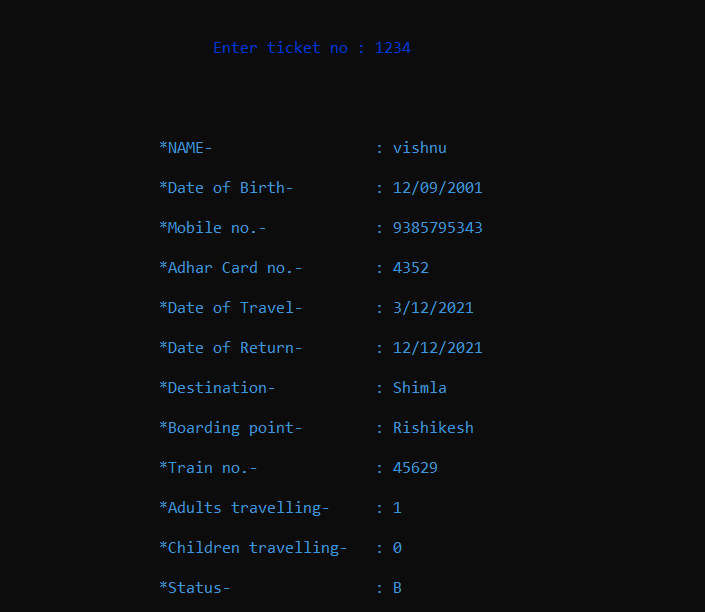 Enter ticket no : 1234
*NAME- : vishnu
*Date of Birth- : 12/09/2001
*Mobile no.- : 9385795343
*Adhar Card no.- : 4352
*Date of Travel- : 3/12/2021
*Date of Return- : 12/12/2021
*Destination- : Shimla
*Boarding point- : Rishikesh
*Train no.- : 45629
*Adults travelling- : 1
*Children travelling- : 0
*Status- : B